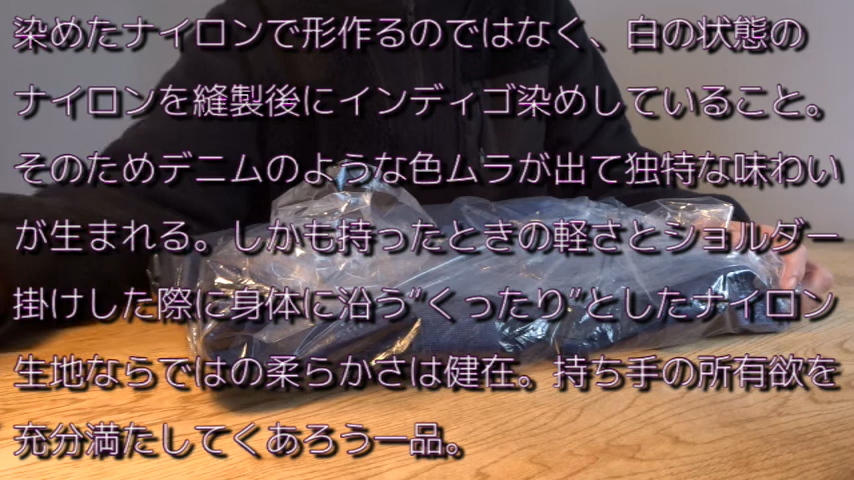 染めたナイロンで形作るのではなく、白の状態の
ナイロンを縫製後にインディゴ染めしていること。
そのためデニムのような色ムラが出て独特な味わい
が生まれる。しかも持ったときの軽さとショルダー
掛けした際に身体に沿う"くったり"としたナイロン
生地ならではの柔らかさは健在。持ち手の所有欲を
充分満たしてくあろう一品。